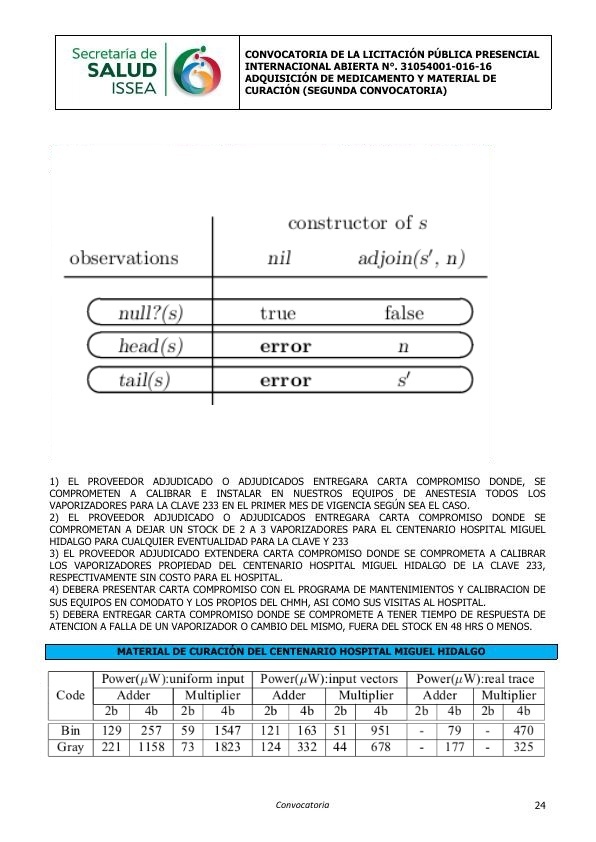 Secretaría de
SALUD
ISSEA
CONVOCATORIA DE LA LICITACIÓN PÚBLICA PRESENCIAL
INTERNACIONAL ABIERTA N°. 31054001-016-16
ADQUISICIÓN DE MEDICAMENTO Y MATERIAL DE
CURACIÓN (SEGUNDA CONVOCATORIA)
constructor of s
observations nil adjoin(s′, n)
null?(s) true false
head(s) error n
tail(s) error s′
1) EL PROVEEDOR ADJUDICADO O ADJUDICADOS ENTREGARA CARTA COMPROMISO DONDE, SE
COMPROMETEN A CALIBRAR E INSTALAR EN NUESTROS EQUIPOS DE ANESTESIA TODOS LOS
VAPORIZADORES PARA LA CLAVE 233 EN EL PRIMER MES DE VIGENCIA SEGÚN SEA EL CASO.
2) EL PROVEEDOR ADJUDICADO O ADJUDICADOS ENTREGARA CARTA COMPROMISO DONDE SE
COMPROMETAN A DEJAR UN STOCK DE 2 A 3 VAPORIZADORES PARA EL CENTENARIO HOSPITAL MIGUEL
HIDALGO PARA CUALQUIER EVENTUALIDAD PARA LA CLAVE Y 233
3) EL PROVEEDOR ADJUDICADO EXTENDERA CARTA COMPROMISO DONDE SE COMPROMETA A CALIBRAR
LOS VAPORIZADORES PROPIEDAD DEL CENTENARIO HOSPITAL MIGUEL HIDALGO DE LA CLAVE 233,
RESPECTIVAMENTE SIN COSTO PARA EL HOSPITAL.
4) DEBERA PRESENTAR CARTA COMPROMISO CON EL PROGRAMA DE MANTENIMIENTOS Y CALIBRACION DE
SUS EQUIPOS EN COMODATO Y LOS PROPIOS DEL CHMH, ASI COMO SUS VISITAS AL HOSPITAL.
5) DEBERA ENTREGAR CARTA COMPROMISO DONDE SE COMPROMETE A TENER TIEMPO DE RESPUESTA DE
ATENCION A FALLA DE UN VAPORIZADOR O CAMBIO DEL MISMO, FUERA DEL STOCK EN 48 HRS O MENOS.
MATERIAL DE CURACIÓN DEL CENTENARIO HOSPITAL MIGUEL HIDALGO
Power(μW):uniform input Power(μW):input vectors Power(μW):real trace
Code Adder Multiplier Adder Multiplier Adder Multiplier
2b 4b 2b 4b 2b 4b 2b 4b 2b 4b 2b 4b
Bin 129 257 59 1547 121 163 51 951 - 79 - 470
Gray 221 1158 73 1823 124 332 44 678 - 177 - 325
Convocatoria 24